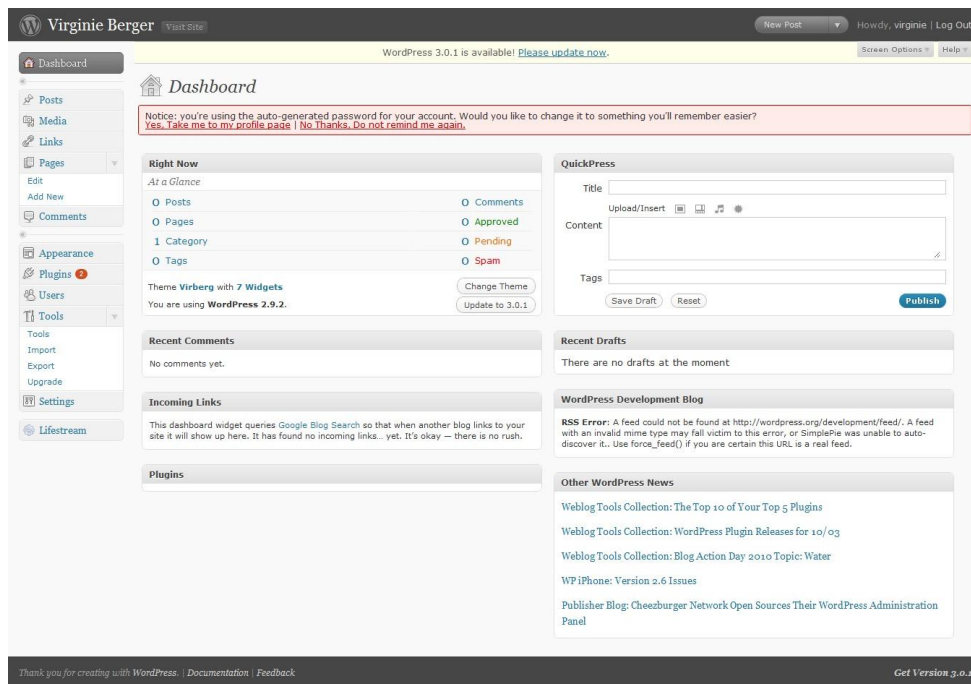 Virginie Berger Visit Site
New Post Howdy, virginie | Log Out
WordPress 3.0.1 is available! Please update now.
Screen Options Help
Dashboard
Posts
Media
Links
Pages
Edit
Add New
Comments
Appearance
Plugins 2
Users
Tools
Tools
Import
Export
Upgrade
Settings
Lifestream
Dashboard
Notice: you're using the auto-generated password for your account. Would you like to change it to something you'll remember easier?
Yes, Take me to my profile page | No Thanks, Do not remind me again.
Right Now
At a Glance
0 Posts 0 Comments
0 Pages 0 Approved
1 Category 0 Pending
0 Tags 0 Spam
Theme Virberg with 7 Widgets Change Theme
You are using WordPress 2.9.2. Update to 3.0.1
Recent Comments
No comments yet.
Incoming Links
This dashboard widget queries Google Blog Search so that when another blog links to your
site it will show up here. It has found no incoming links... yet. It's okay — there is no rush.
Plugins
QuickPress
Title
Upload/Insert
Content
Tags
Save Draft Reset Publish
Recent Drafts
There are no drafts at the moment
WordPress Development Blog
RSS Error: A feed could not be found at http://wordpress.org/development/feed/. A feed
with an invalid mime type may fall victim to this error, or SimplePie was unable to auto-
discover it.. Use force_feed() if you are certain this URL is a real feed.
Other WordPress News
Weblog Tools Collection: The Top 10 of Your Top 5 Plugins
Weblog Tools Collection: WordPress Plugin Releases for 10/03
Weblog Tools Collection: Blog Action Day 2010 Topic: Water
WP iPhone: Version 2.6 Issues
Publisher Blog: Cheezburger Network Open Sources Their WordPress Administration
Panel
Thank you for creating with WordPress. | Documentation | Feedback
Get Version 3.0.1